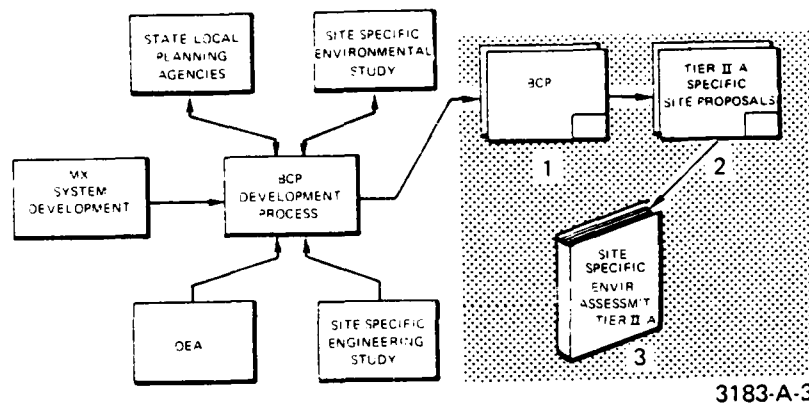 STATE LOCAL
PLANNING
AGENCIES
SITE SPECIFIC
ENVIRONMENTAL
STUDY
BCP
TIER II A
SPECIFIC
SITE PROPOSALS
1
2
MX
SYSTEM
DEVELOPMENT
BCP
DEVELOPMENT
PROCESS
SITE
SPECIFIC
ENVIR
ASSESSM'T
TIER II A
OEA
SITE SPECIFIC
ENGINEERING
STUDY
3
3183-A-3